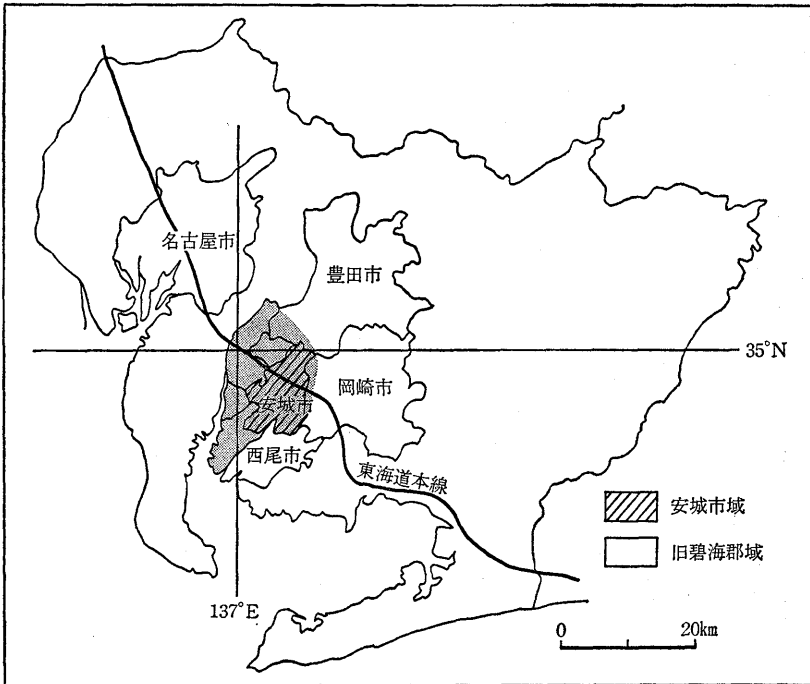 名古屋市
豊田市
35°N
岡崎市
安城市
西尾市
東海道本線
安城市域
旧碧海郡域
137°E
0
20km